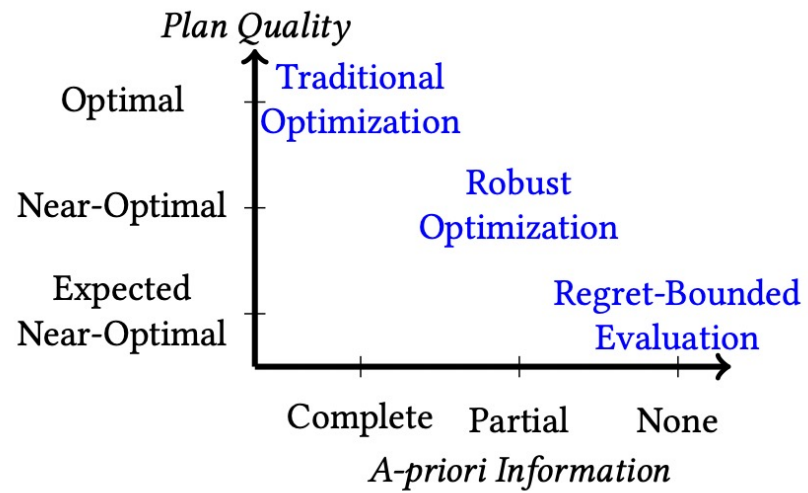 Plan Quality
Optimal
Traditional
Optimization
Near-Optimal
Robust
Optimization
Expected
Near-Optimal
Regret-Bounded
Evaluation
Complete
Partial
None
A-priori Information